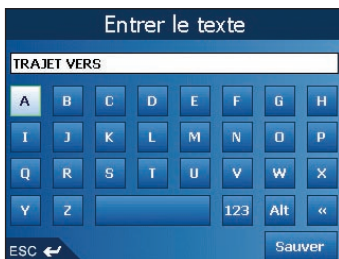 Entrer le texte
TRAJET VERS
A B C D E F G H
I J K L M N O P
Q R S T U V W X
Y Z 123 Alt «
ESC Sauver